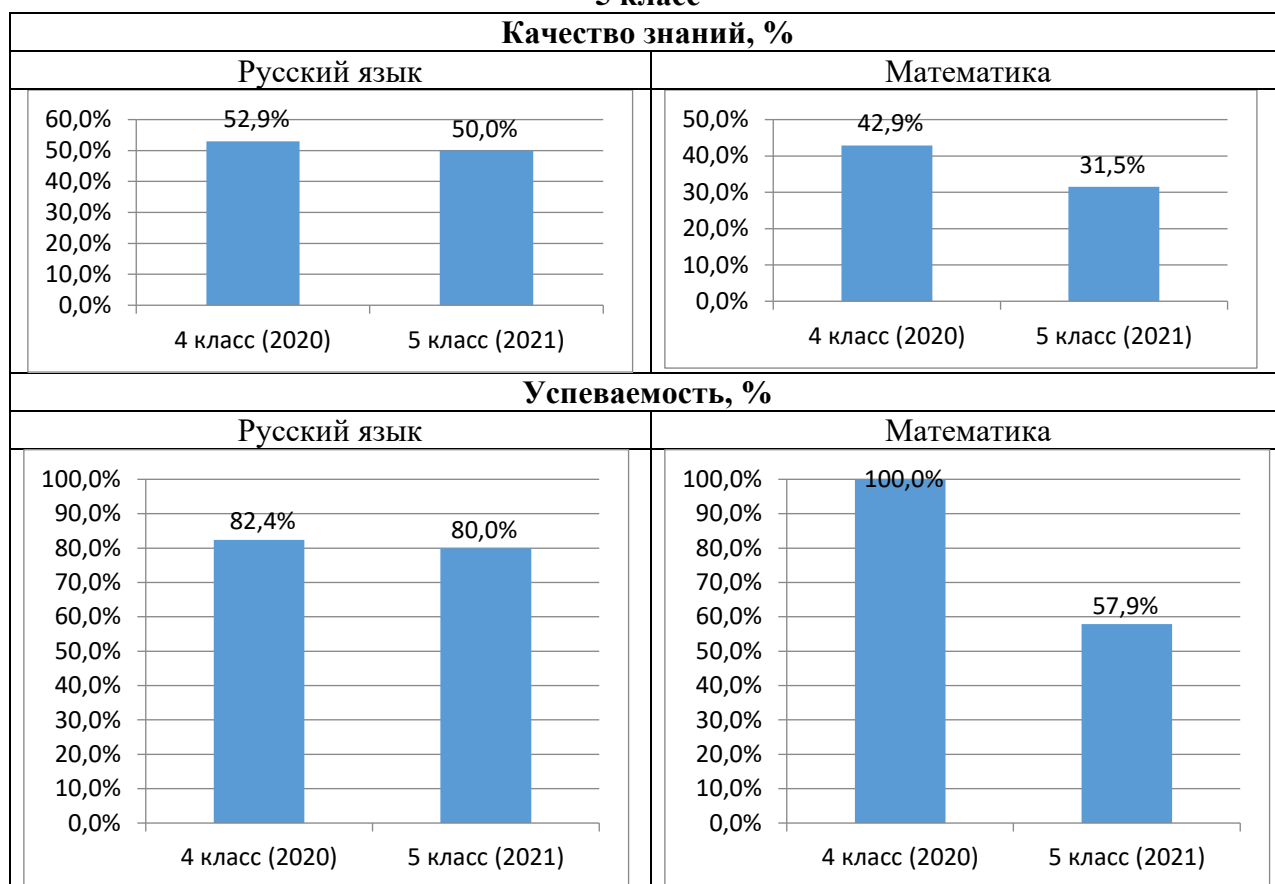 5 класс
Качество знаний, %
Русский язык
Математика
60,0%
50,0%
40,0%
30,0%
20,0%
10,0%
0,0%
52,9%
50,0%
4 класс (2020)
5 класс (2021)
50,0%
40,0%
30,0%
20,0%
10,0%
0,0%
42,9%
31,5%
4 класс (2020)
5 класс (2021)
Успеваемость, %
Русский язык
Математика
100,0%
90,0%
80,0%
70,0%
60,0%
50,0%
40,0%
30,0%
20,0%
10,0%
0,0%
82,4%
80,0%
4 класс (2020)
5 класс (2021)
100,0%
90,0%
80,0%
70,0%
60,0%
50,0%
40,0%
30,0%
20,0%
10,0%
0,0%
100,0%
57,9%
4 класс (2020)
5 класс (2021)